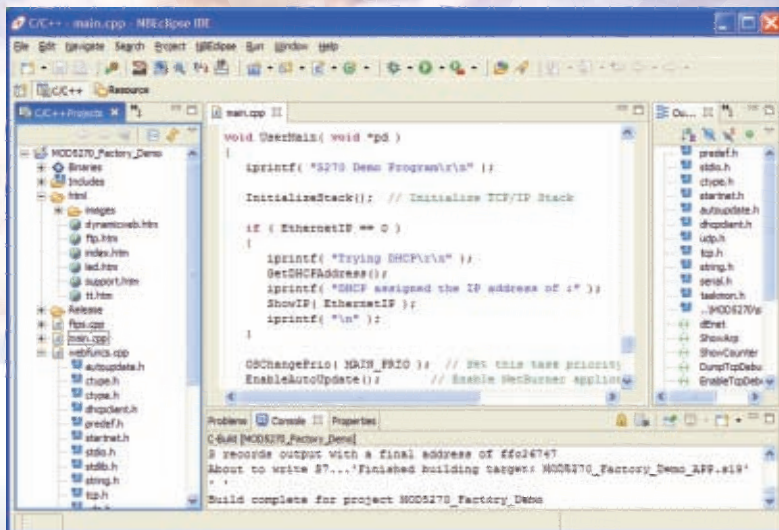 C/C++ - main.cpp - NBEclipse IDE
File Edit Navigate Search Project NBEclipse Run Window Help
C/C++ Resource
C/C++ Projects
MOD5270_Factory_Demo
Binaries
Includes
html
images
dynamicweb.htm
ftp.htm
index.htm
led.htm
support.htm
tt.htm
Release
ftps.cpp
main.cpp
webfuncs.cpp
autoupdate.h
ctype.h
ctype.h
dhcpclient.h
predef.h
startnet.h
stdio.h
stdlib.h
string.h
tcp.h
main.cpp
void UserMain( void *pd )
{
iprintf( "5270 Demo Program\r\n" );
InitializeStack(); // Initialize TCP/IP Stack
if ( EthernetIP == 0 )
{
iprintf( "Trying DHCP\r\n" );
GetDHCPAddress();
iprintf( "DHCP assigned the IP address of :" );
ShowIP( EthernetIP );
iprintf( "\n" );
}
OSChangePrio( MAIN_PRIO ); // Set this task priority
EnableAutoUpdate(); // Enable NetBurner applic
Ou...
predef.h
stdio.h
ctype.h
startnet.h
autoupdate.h
dhcpclient.h
udp.h
tcp.h
string.h
serial.h
taskmon.h
..\MOD5270\s
dEnet
ShowArp
ShowCounter
DumpTcpDebu
EnableTcpDeb
Problems Console Properties
C-Build [MOD5270_Factory_Demo]
S records output with a final address of ffc26747
About to write S7...'Finished building target: MOD5270_Factory_Demo_APP.s19'
' '
Build complete for project MOD5270_Factory_Demo